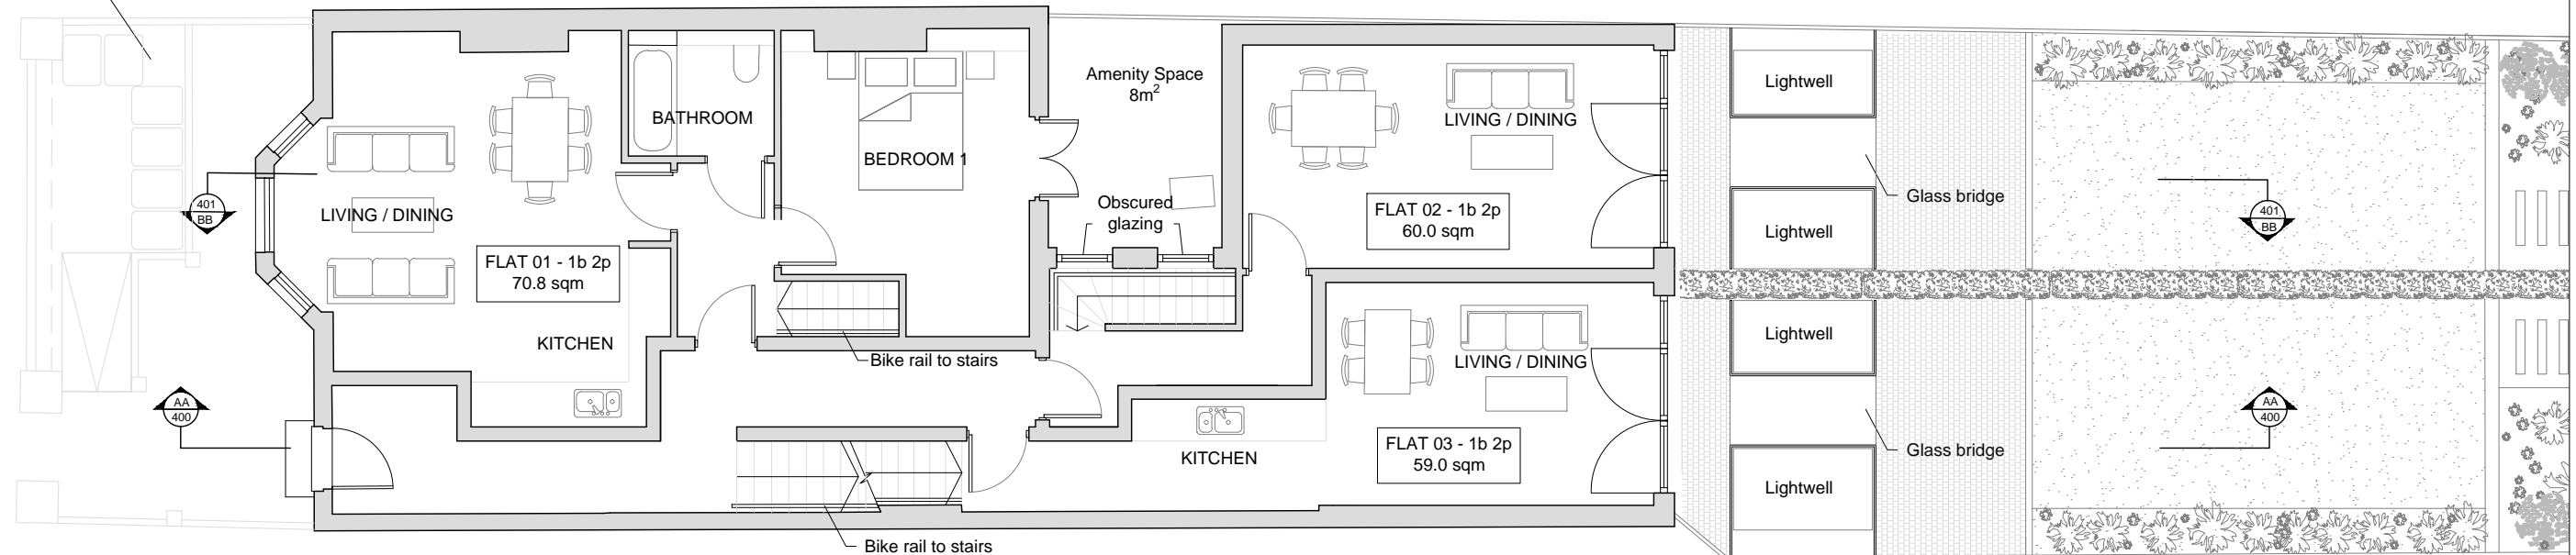 Amenity Space
8m²
BATHROOM
BEDROOM 1
LIVING / DINING
Lightwell
401
BB
LIVING / DINING
Obscured
glazing
FLAT 02 - 1b 2p
60.0 sqm
Glass bridge
401
BB
Lightwell
FLAT 01 - 1b 2p
70.8 sqm
KITCHEN
Bike rail to stairs
LIVING / DINING
Lightwell
AA
400
KITCHEN
FLAT 03 - 1b 2p
59.0 sqm
Glass bridge
AA
400
Lightwell
Bike rail to stairs